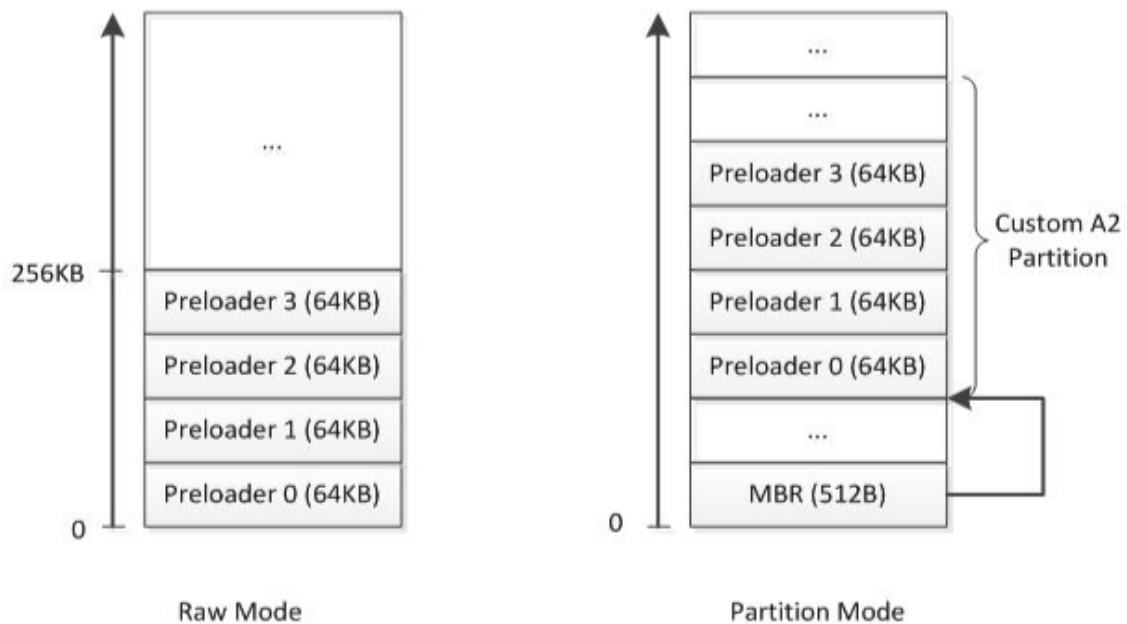 ...
256KB
Preloader 3 (64KB)
Preloader 2 (64KB)
Preloader 1 (64KB)
Preloader 0 (64KB)
0
Raw Mode
...
...
Preloader 3 (64KB)
Preloader 2 (64KB)
Preloader 1 (64KB)
Preloader 0 (64KB)
Custom A2
Partition
...
MBR (512B)
0
Partition Mode